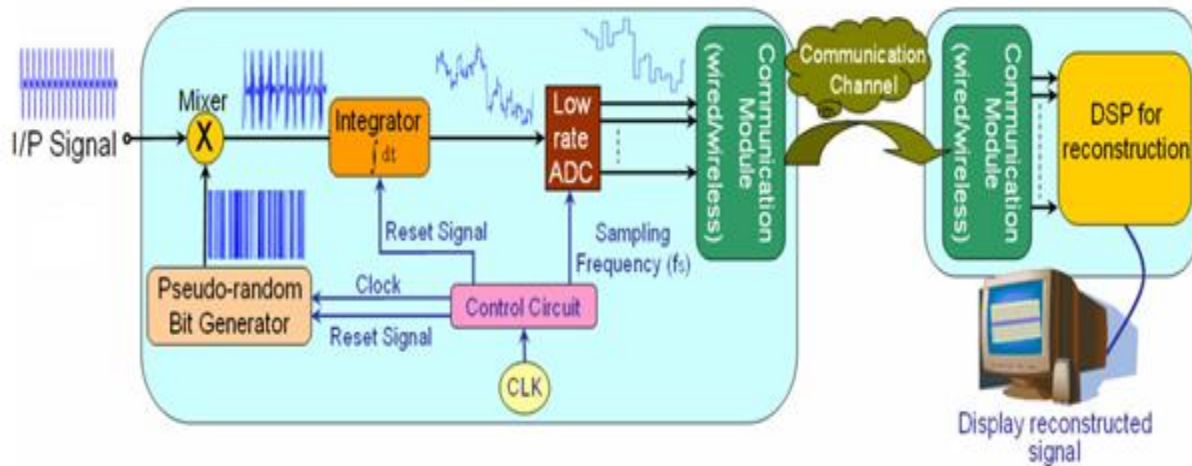 I/P Signal
Mixer
X
Integrator
∫ dt
Low
rate
ADC
Communication
Module
(wired/wireless)
Communication
Channel
Communication
Module
(wired/wireless)
DSP for
reconstruction
Reset Signal
Sampling
Frequency (fs)
Pseudo-random
Bit Generator
Clock
Reset Signal
Control Circuit
CLK
Display reconstructed
signal